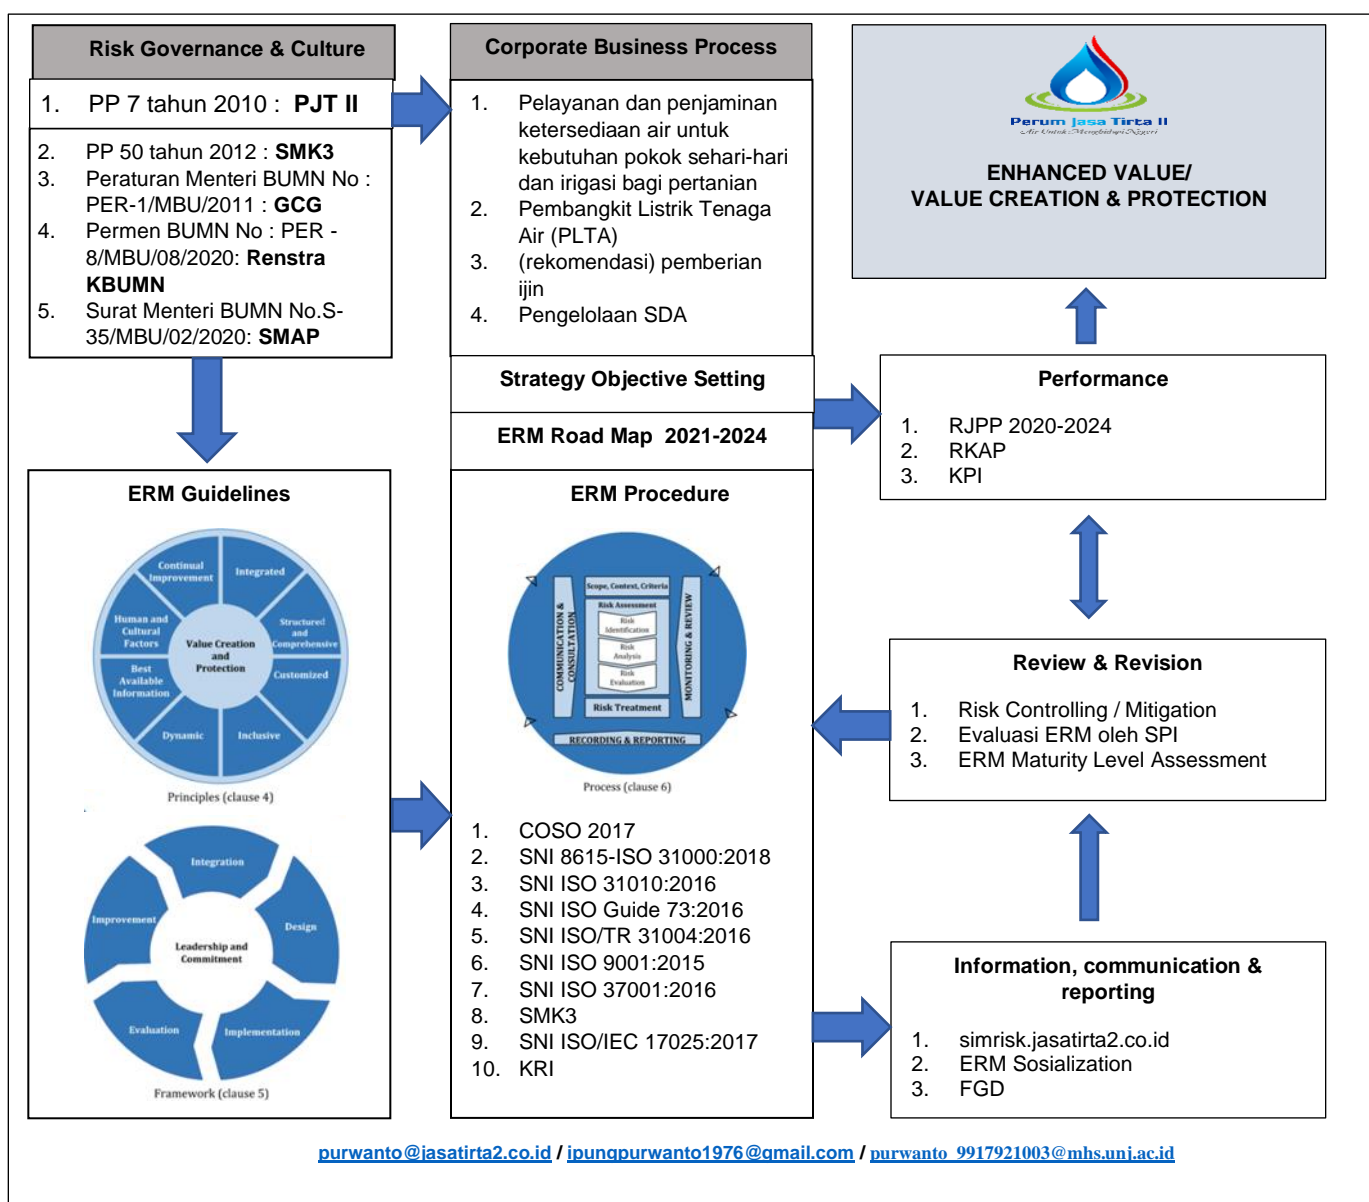 Risk Governance & Culture
1. PP 7 tahun 2010 : PJT II
2. PP 50 tahun 2012 : SMK3
3. Peraturan Menteri BUMN No :
PER-1/MBU/2011 : GCG
4. Permen BUMN No : PER -
8/MBU/08/2020: Renstra
KBUMN
5. Surat Menteri BUMN No.S-
35/MBU/02/2020: SMAP
Corporate Business Process
1. Pelayanan dan penjaminan
ketersediaan air untuk
kebutuhan pokok sehari-hari
dan irigasi bagi pertanian
2. Pembangkit Listrik Tenaga
Air (PLTA)
3. (rekomendasi) pemberian
ijin
4. Pengelolaan SDA
Strategy Objective Setting
ERM Road Map 2021-2024
Perum Jasa Tirta II
Air Untuk Menghidupi Negeri
ENHANCED VALUE/
VALUE CREATION & PROTECTION
Performance
1. RJPP 2020-2024
2. RKAP
3. KPI
ERM Guidelines
Continual
Improvement
Integrated
Human and
Cultural
Factors
Structured
and
Comprehensive
Value Creation
and
Protection
Best
Available
Information
Customized
Dynamic
Inclusive
Principles (clause 4)
Integration
Improvement
Design
Leadership and
Commitment
Evaluation
Implementation
Framework (clause 5)
ERM Procedure
Scope, Context, Criteria
Risk Assessment
Risk
Identification
Risk
Analysis
Risk
Evaluation
Risk Treatment
COMMUNICATION &
CONSULTATION
MONITORING & REVIEW
RECORDING & REPORTING
Process (clause 6)
1. COSO 2017
2. SNI 8615-ISO 31000:2018
3. SNI ISO 31010:2016
4. SNI ISO Guide 73:2016
5. SNI ISO/TR 31004:2016
6. SNI ISO 9001:2015
7. SNI ISO 37001:2016
8. SMK3
9. SNI ISO/IEC 17025:2017
10. KRI
Review & Revision
1. Risk Controlling / Mitigation
2. Evaluasi ERM oleh SPI
3. ERM Maturity Level Assessment
Information, communication &
reporting
1. simrisk.jasatirta2.co.id
2. ERM Sosialization
3. FGD
purwanto@jasatirta2.co.id / ipungpurwanto1976@gmail.com / purwanto_9917921003@mhs.unj.ac.id